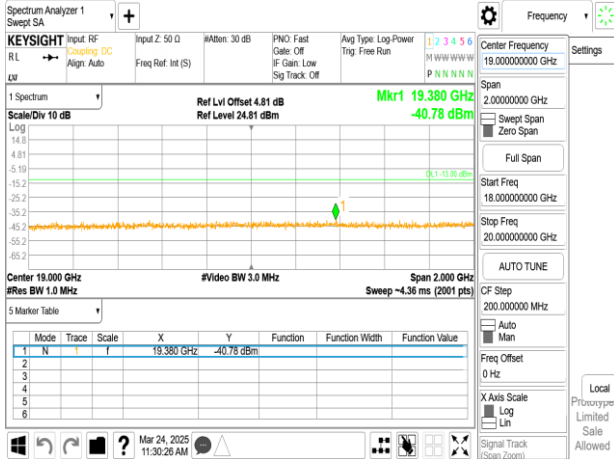 Spectrum Analyzer 1
Swept SA
+
Frequency
KEYSIGHT
RL
LXI
Input: RF
Coupling: DC
Align: Auto
Input Z: 50 Ω
Freq Ref: Int (S)
#Atten: 30 dB
PNO: Fast
Gate: Off
IF Gain: Low
Sig Track: Off
Avg Type: Log-Power
Trig: Free Run
1 2 3 4 5 6
M W W W W W
P N N N N N
1 Spectrum
Scale/Div 10 dB
Ref Lvl Offset 4.81 dB
Ref Level 24.81 dBm
Mkr1 19.380 GHz
-40.78 dBm
Log
14.8
4.81
-5.19
-15.2
-25.2
-35.2
-45.2
-55.2
-65.2
DL1 -13.00 dBm
1
Center 19.000 GHz
#Res BW 1.0 MHz
#Video BW 3.0 MHz
Span 2.000 GHz
Sweep ~4.36 ms (2001 pts)
5 Marker Table
Mode Trace Scale X Y Function Function Width Function Value
1 N 1 f 19.380 GHz -40.78 dBm
2
3
4
5
6
Mar 24, 2025
11:30:26 AM
?
Center Frequency
19.000000000 GHz
Span
2.00000000 GHz
Swept Span
Zero Span
Full Span
Start Freq
18.000000000 GHz
Stop Freq
20.000000000 GHz
AUTO TUNE
CF Step
200.000000 MHz
Auto
Man
Freq Offset
0 Hz
X Axis Scale
Log
Lin
Signal Track
(Span Zoom)
Settings
Local
Prototype
Limited
Sale
Allowed